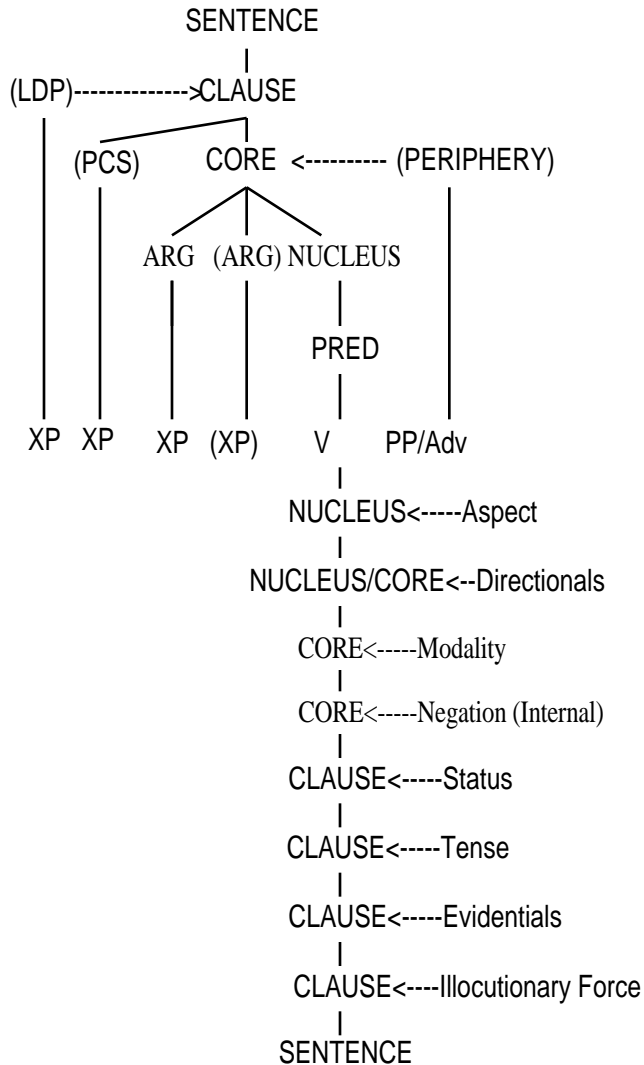 SENTENCE
(LDP)-------------->CLAUSE
(PCS) CORE <---------- (PERIPHERY)
ARG (ARG) NUCLEUS
PRED
XP XP XP (XP) V PP/Adv
NUCLEUS<-----Aspect
NUCLEUS/CORE<--Directionals
CORE<-----Modality
CORE<-----Negation (Internal)
CLAUSE<-----Status
CLAUSE<-----Tense
CLAUSE<-----Evidentials
CLAUSE<----Illocutionary Force
SENTENCE